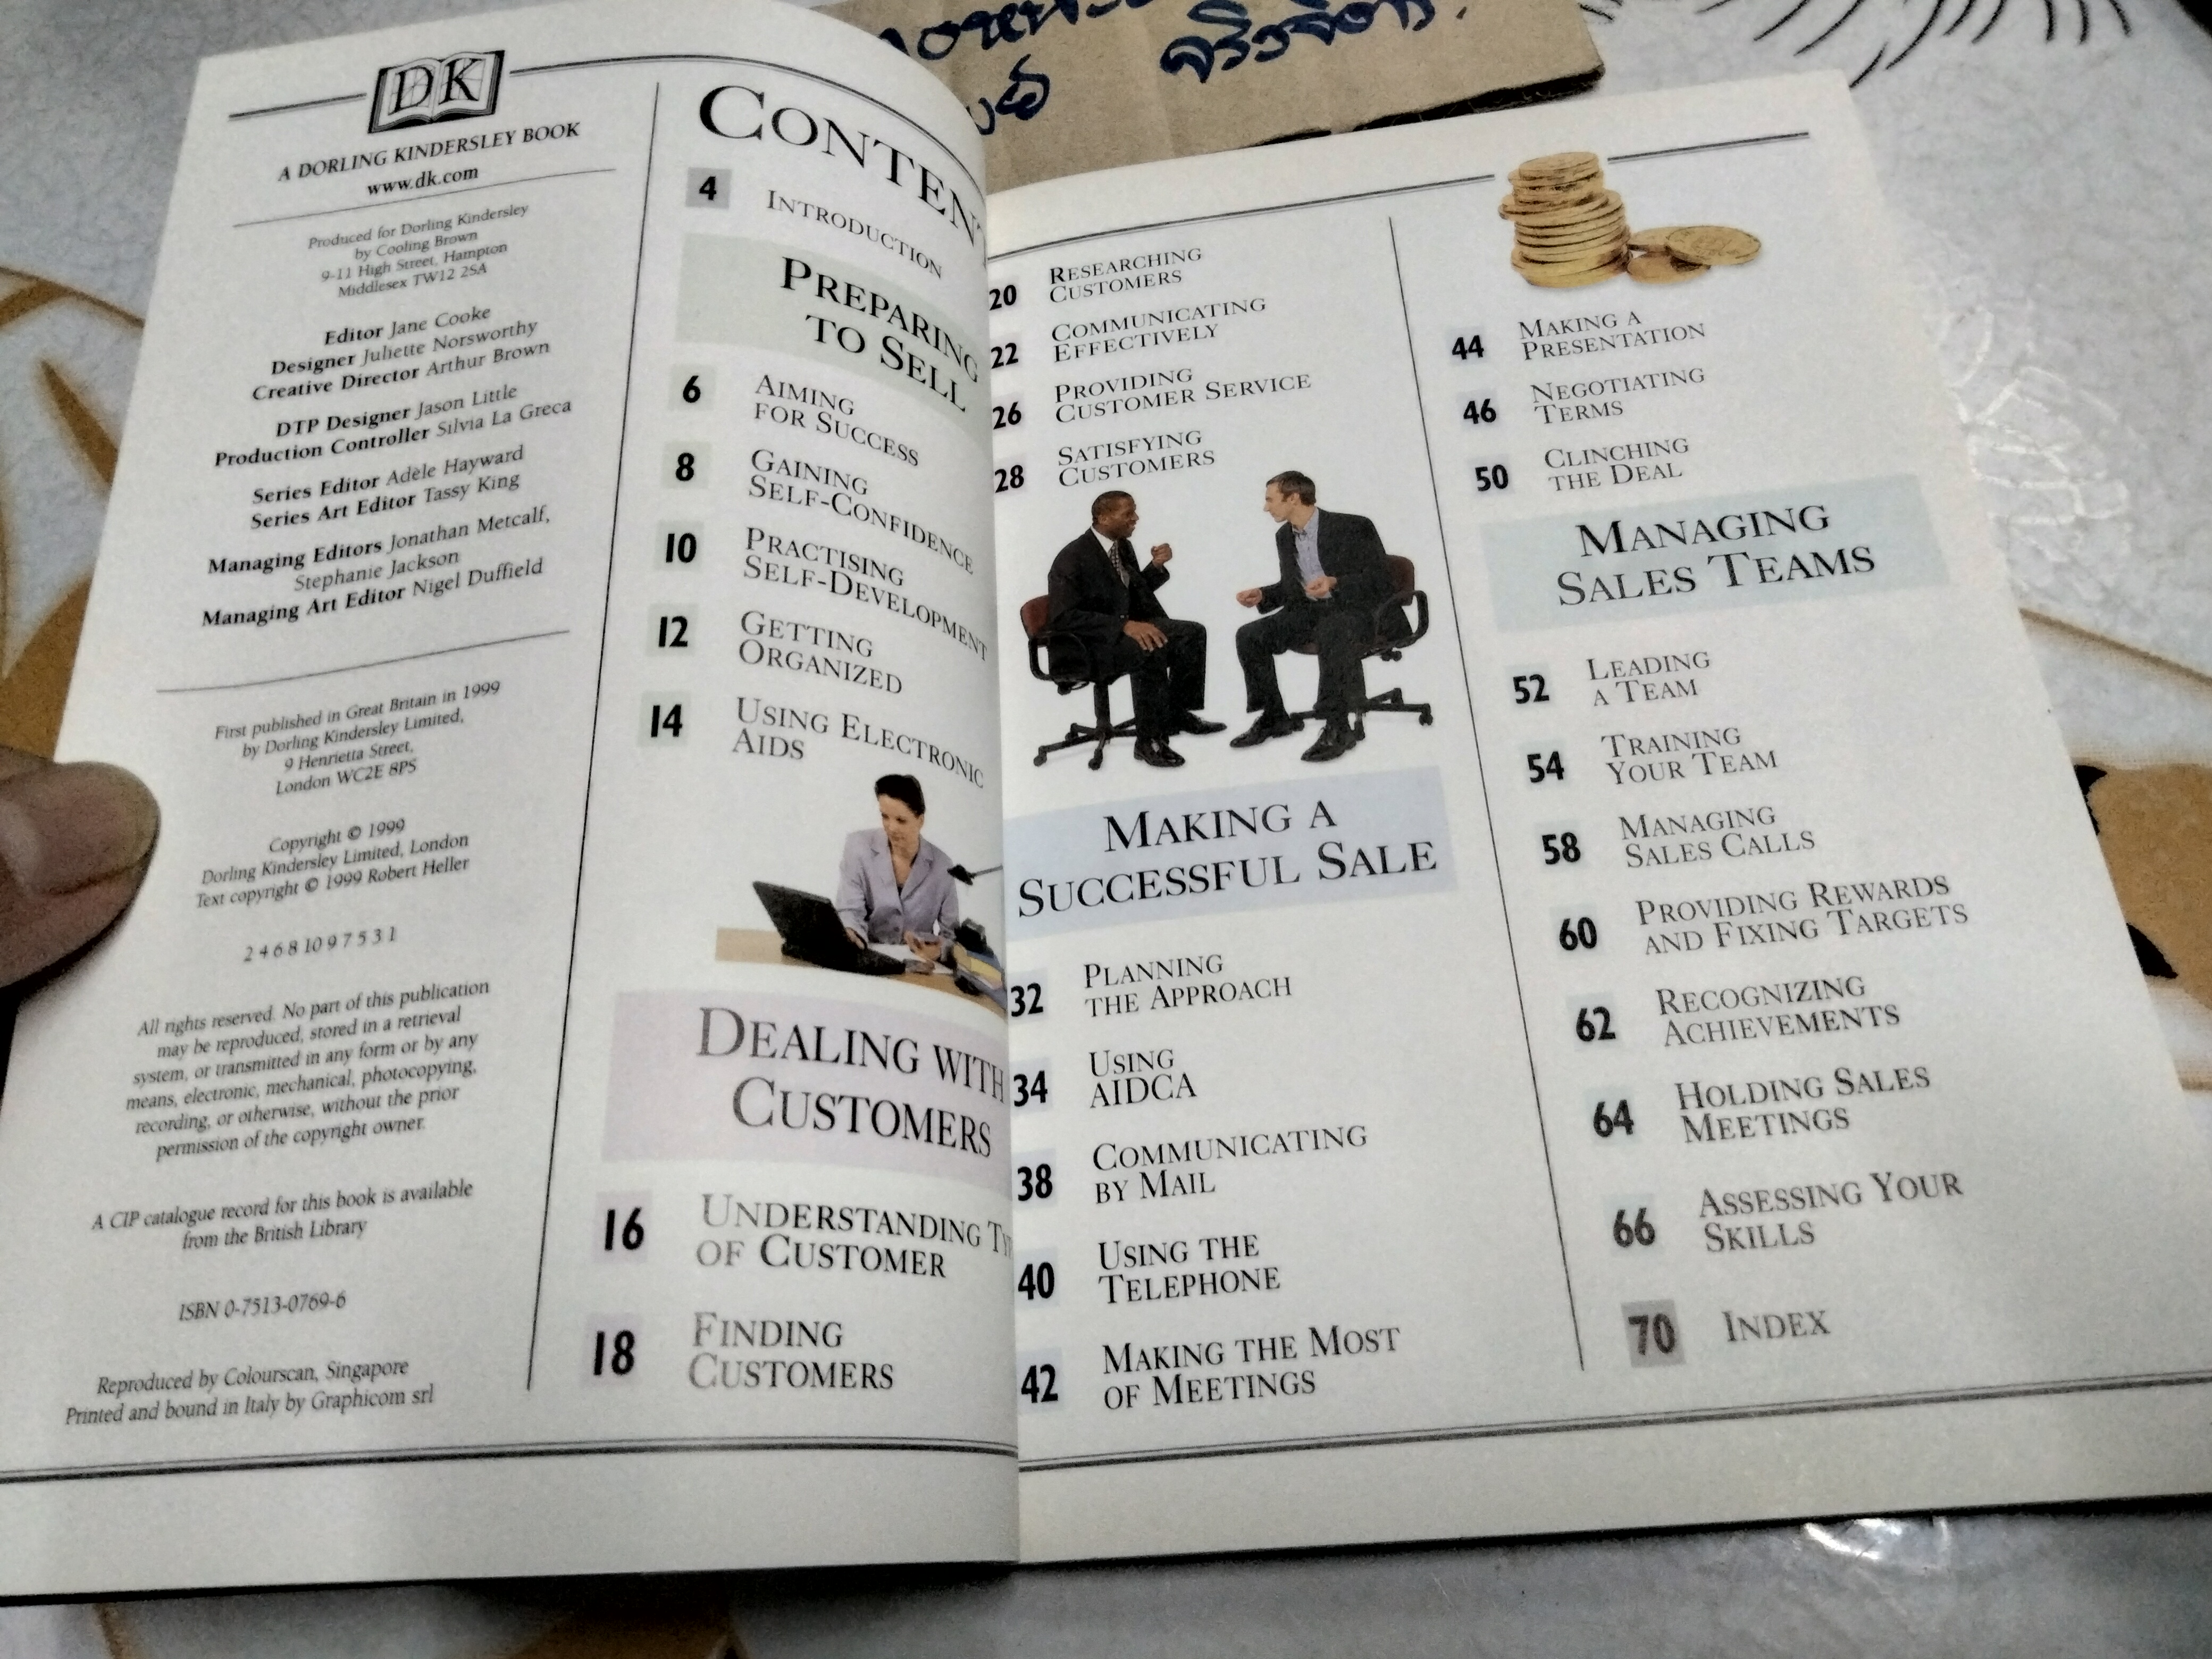 DK
A DORLING KINDERSLEY BOOK
www.dk.com
Produced for Dorling Kindersley
by Cooling Brown
9-11 High Street, Hampton
Middlesex TW12 2SA
Editor Jane Cooke
Designer Juliette Norsworthy
Creative Director Arthur Brown
DTP Designer Jason Little
Production Controller Silvia La Greca
Series Editor Adèle Hayward
Series Art Editor Tassy King
Managing Editors Jonathan Metcalf,
Stephanie Jackson
Managing Art Editor Nigel Duffield
First published in Great Britain in 1999
by Dorling Kindersley Limited,
9 Henrietta Street,
London WC2E 8PS
Copyright © 1999
Dorling Kindersley Limited, London
Text copyright © 1999 Robert Heller
2 4 6 8 10 9 7 5 3 1
All rights reserved. No part of this publication
may be reproduced, stored in a retrieval
system, or transmitted in any form or by any
means, electronic, mechanical, photocopying,
recording, or otherwise, without the prior
permission of the copyright owner.
A CIP catalogue record for this book is available
from the British Library
ISBN 0-7513-0769-6
Reproduced by Colourscan, Singapore
Printed and bound in Italy by Graphicom srl
CONTEN
4 INTRODUCTION
PREPARING
TO SELL
6 AIMING
FOR SUCCESS
8 GAINING
SELF-CONFIDENCE
10 PRACTISING
SELF-DEVELOPMENT
12 GETTING
ORGANIZED
14 USING ELECTRONIC
AIDS
DEALING WITH
CUSTOMERS
16 UNDERSTANDING TY
OF CUSTOMER
18 FINDING
CUSTOMERS
20 RESEARCHING
CUSTOMERS
22 COMMUNICATING
EFFECTIVELY
26 PROVIDING
CUSTOMER SERVICE
28 SATISFYING
CUSTOMERS
MAKING A
SUCCESSFUL SALE
32 PLANNING
THE APPROACH
34 USING
AIDCA
38 COMMUNICATING
BY MAIL
40 USING THE
TELEPHONE
42 MAKING THE MOST
OF MEETINGS
44 MAKING A
PRESENTATION
46 NEGOTIATING
TERMS
50 CLINCHING
THE DEAL
MANAGING
SALES TEAMS
52 LEADING
A TEAM
54 TRAINING
YOUR TEAM
58 MANAGING
SALES CALLS
60 PROVIDING REWARDS
AND FIXING TARGETS
62 RECOGNIZING
ACHIEVEMENTS
64 HOLDING SALES
MEETINGS
66 ASSESSING YOUR
SKILLS
70 INDEX